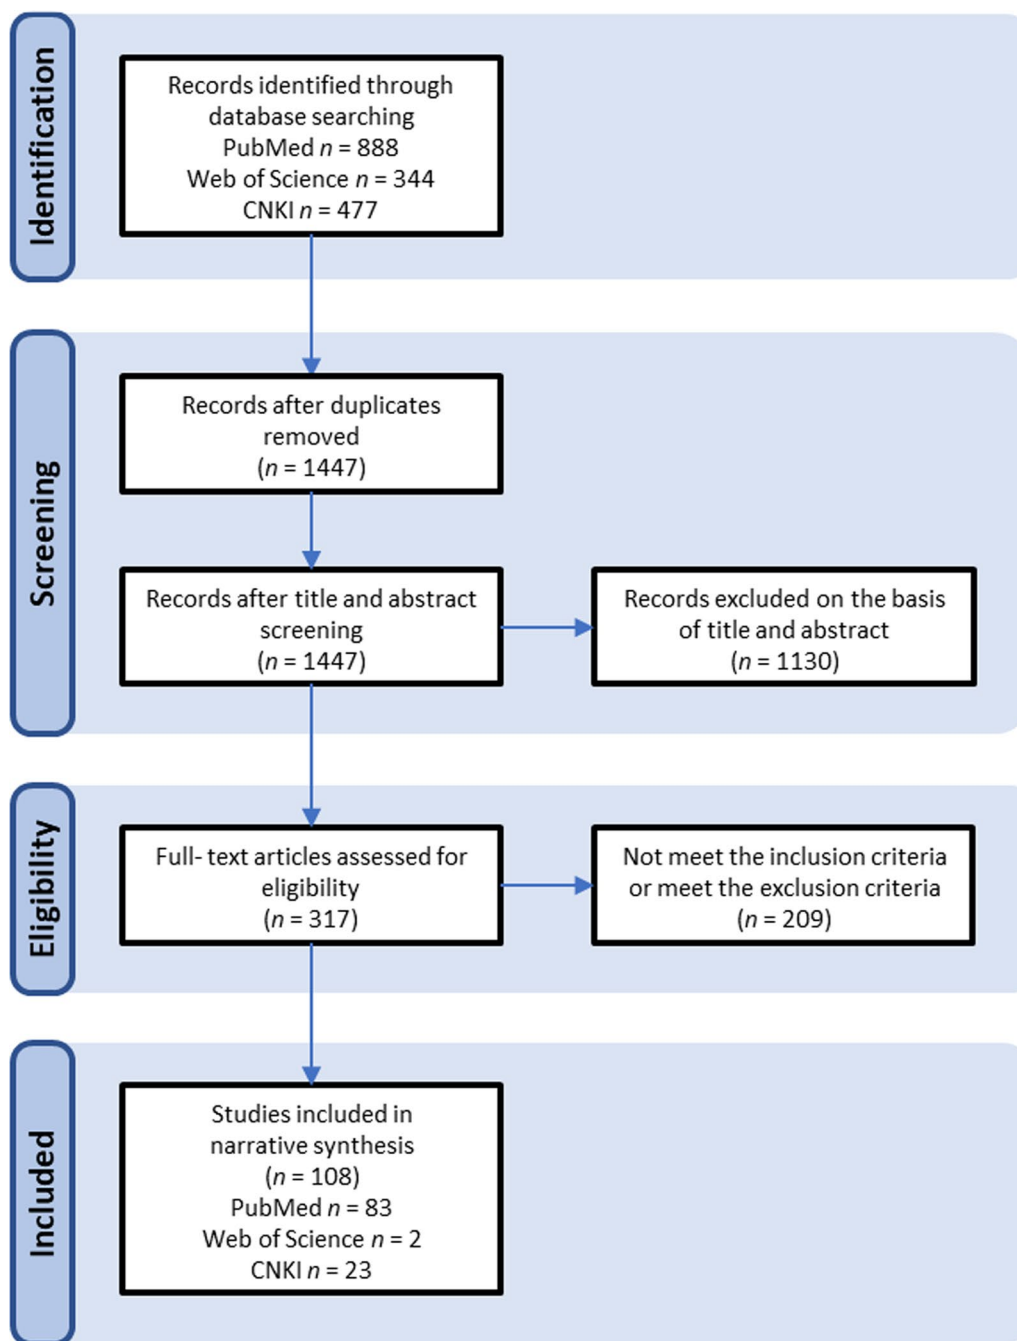 Identification
Records identified through
database searching
PubMed n = 888
Web of Science n = 344
CNKI n = 477
Screening
Records after duplicates
removed
(n = 1447)
Records after title and abstract
screening
(n = 1447)
Records excluded on the basis
of title and abstract
(n = 1130)
Eligibility
Full- text articles assessed for
eligibility
(n = 317)
Not meet the inclusion criteria
or meet the exclusion criteria
(n = 209)
Included
Studies included in
narrative synthesis
(n = 108)
PubMed n = 83
Web of Science n = 2
CNKI n = 23